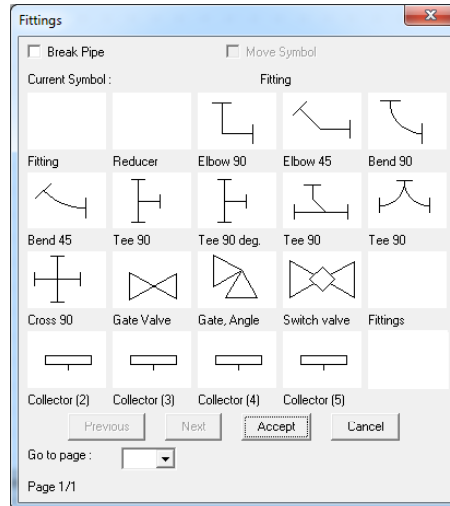 Fittings
Break Pipe Move Symbol
Current Symbol : Fitting
Fitting Reducer Elbow 90 Elbow 45 Bend 90
Bend 45 Tee 90 Tee 90 deg. Tee 90 Tee 90
Cross 90 Gate Valve Gate, Angle Switch valve Fittings
Collector (2) Collector (3) Collector (4) Collector (5)
Previous Next Accept Cancel
Go to page :
Page 1/1